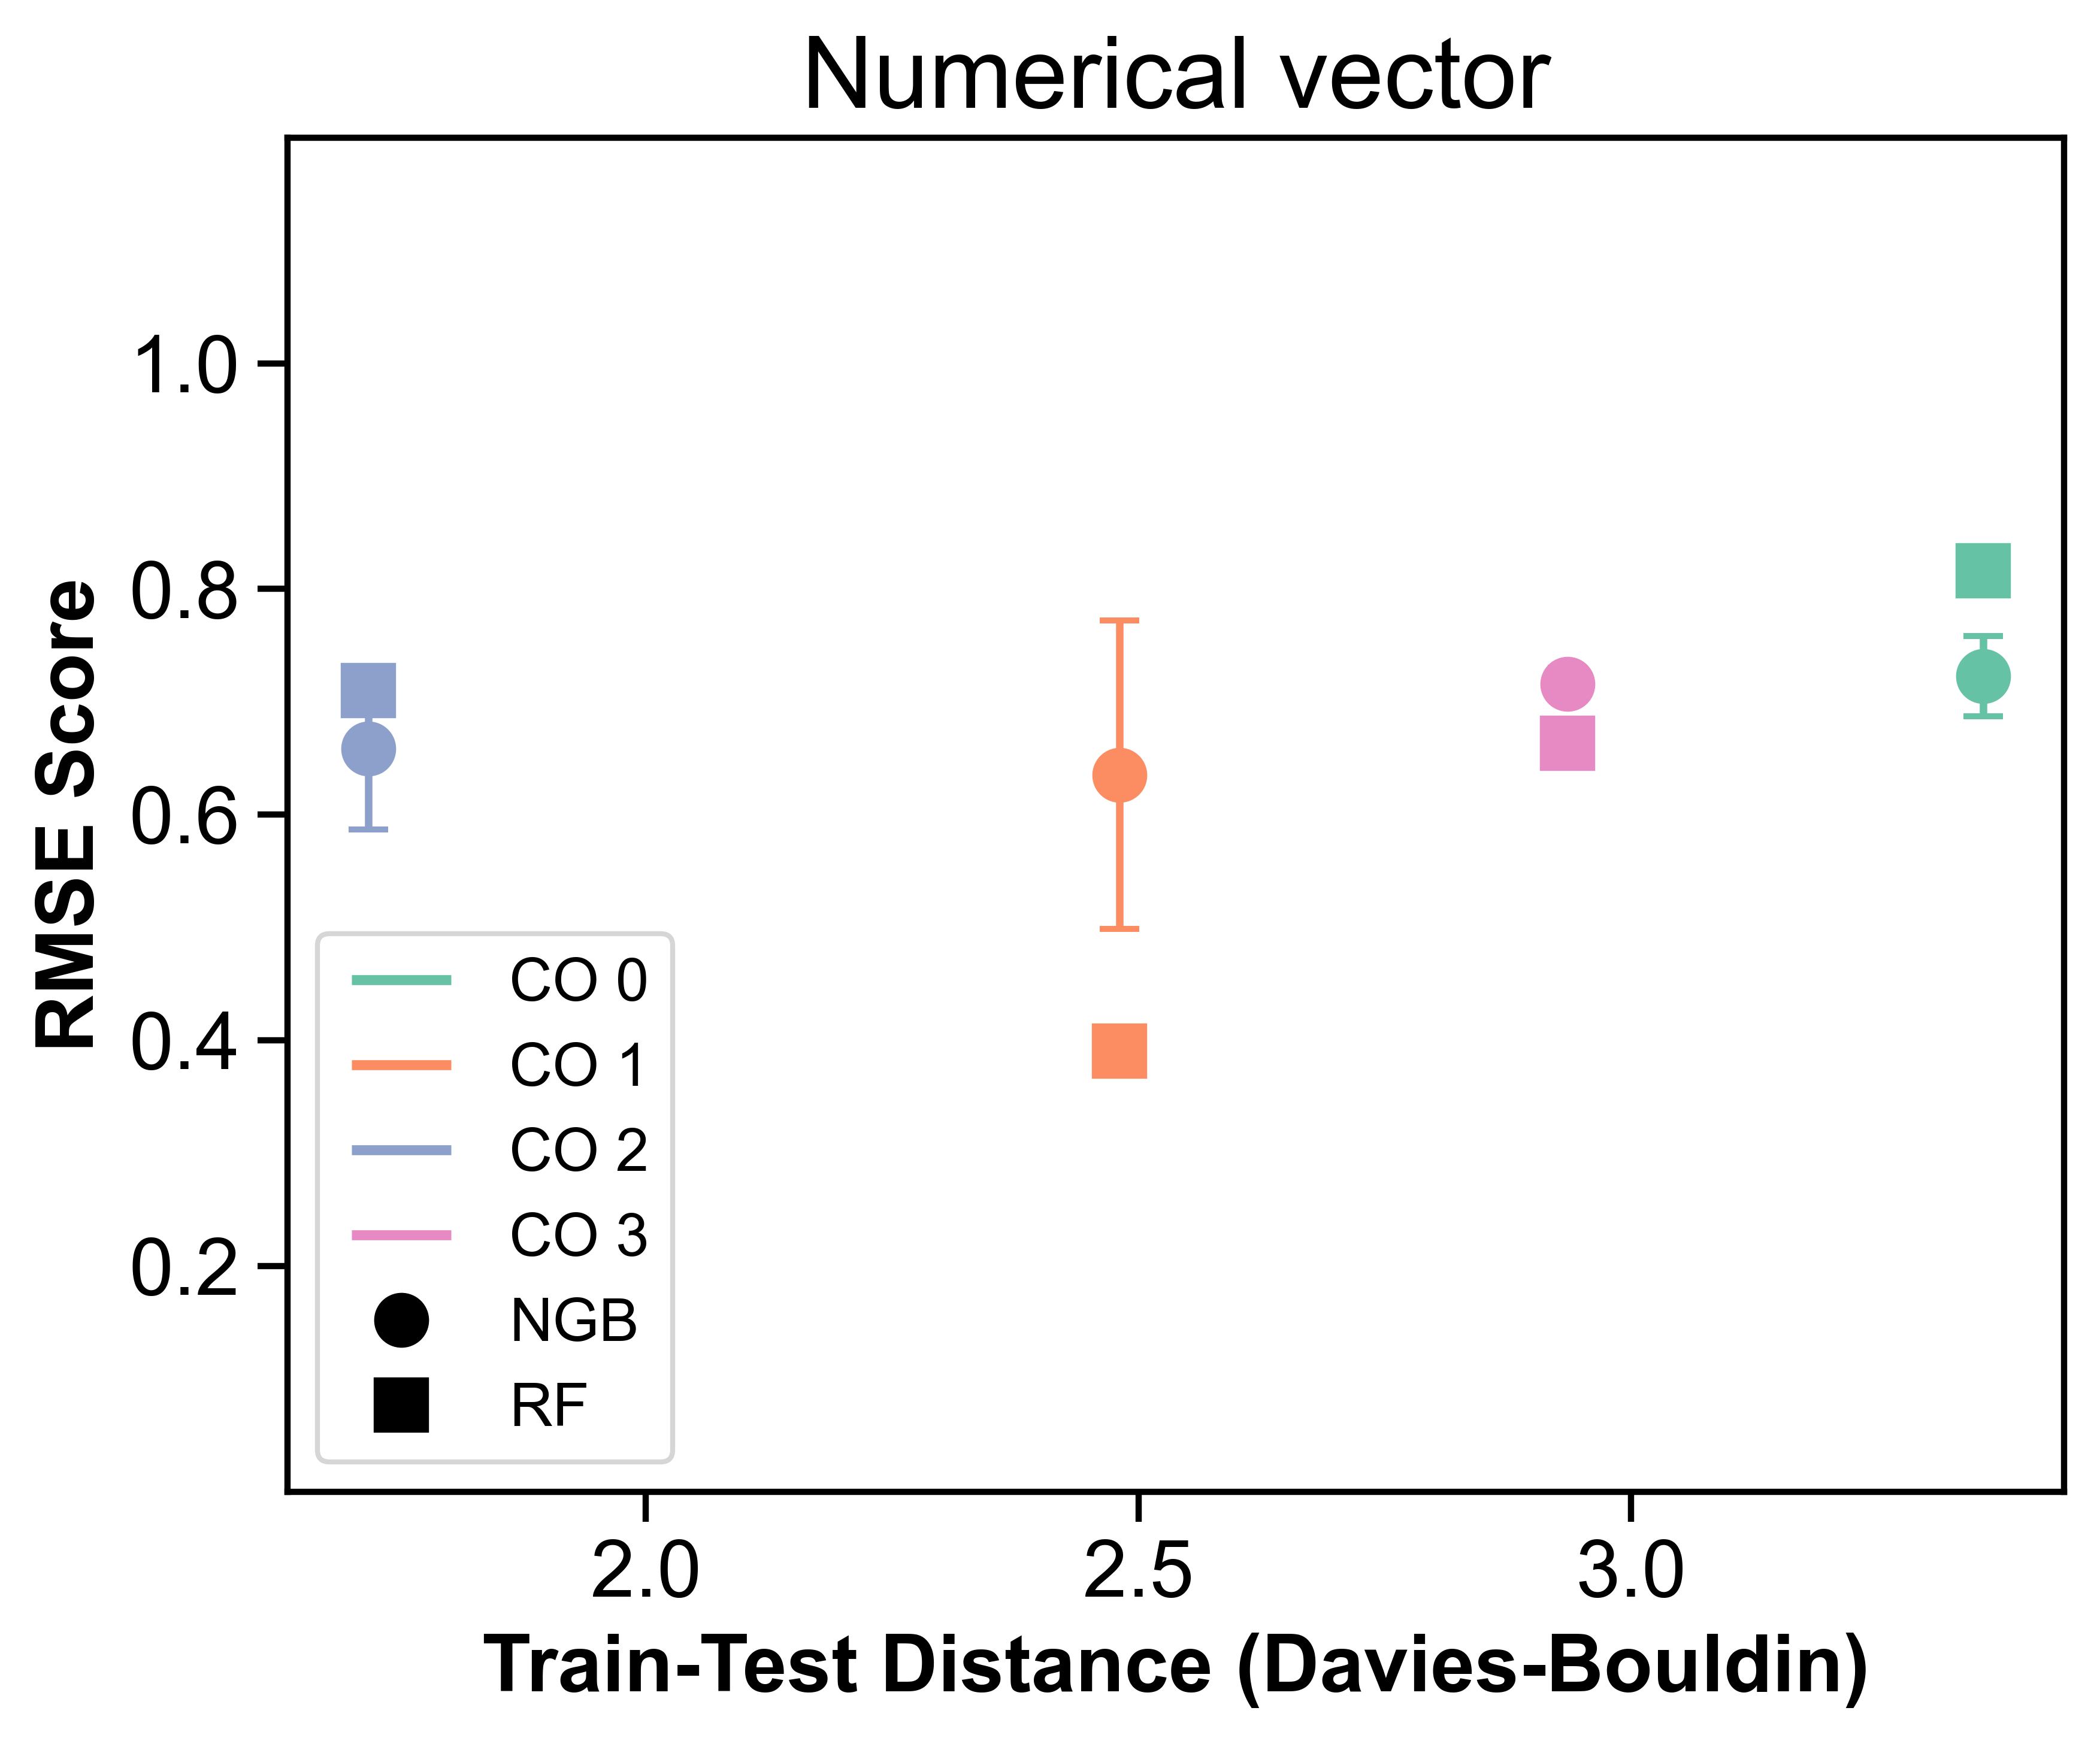 Numerical vector
RMSE Score
1.0
0.8
0.6
0.4
0.2
CO 0
CO 1
CO 2
CO 3
NGB
RF
2.0
2.5
3.0
Train-Test Distance (Davies-Bouldin)